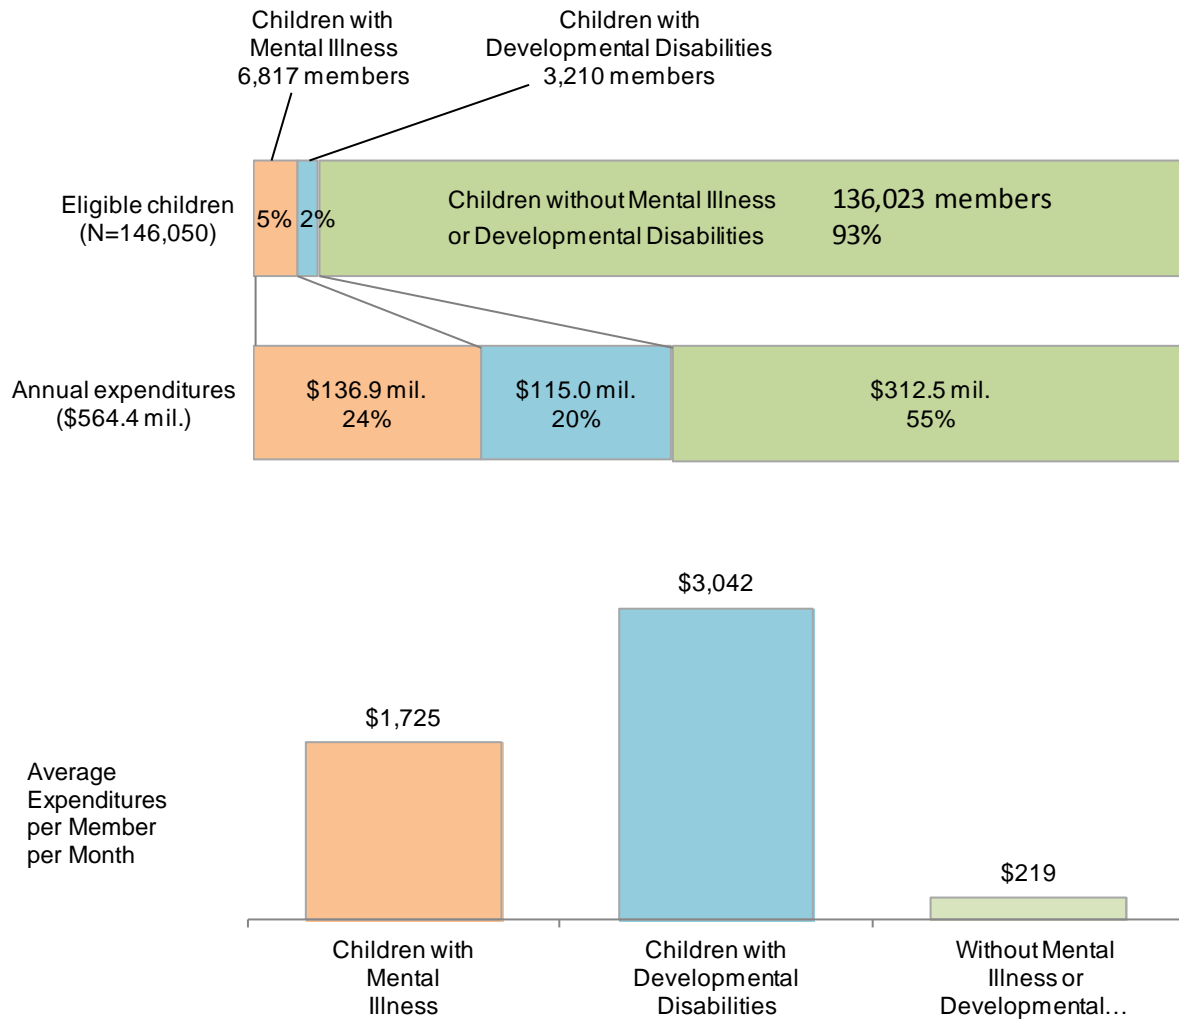 Children with
Mental Illness
6,817 members
Children with
Developmental Disabilities
3,210 members
Eligible children
(N=146,050)
5%
2%
Children without Mental Illness 136,023 members
or Developmental Disabilities 93%
Annual expenditures
($564.4 mil.)
$136.9 mil.
24%
$115.0 mil.
20%
$312.5 mil.
55%
Average
Expenditures
per Member
per Month
$1,725
$3,042
$219
Children with
Mental
Illness
Children with
Developmental
Disabilities
Without Mental
Illness or
Developmental…